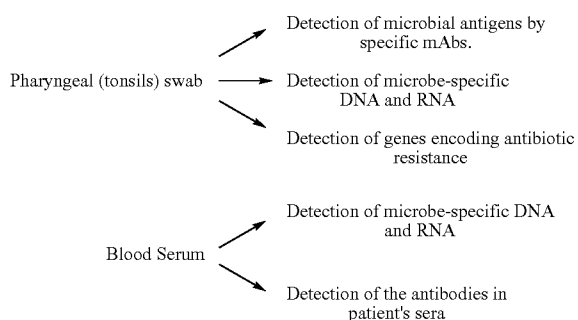 Detection of microbial antigens by
specific mAbs.
Pharyngeal (tonsils) swab
Detection of microbe-specific
DNA and RNA
Detection of genes encoding antibiotic
resistance
Detection of microbe-specific DNA
and RNA
Blood Serum
Detection of the antibodies in
patient's sera